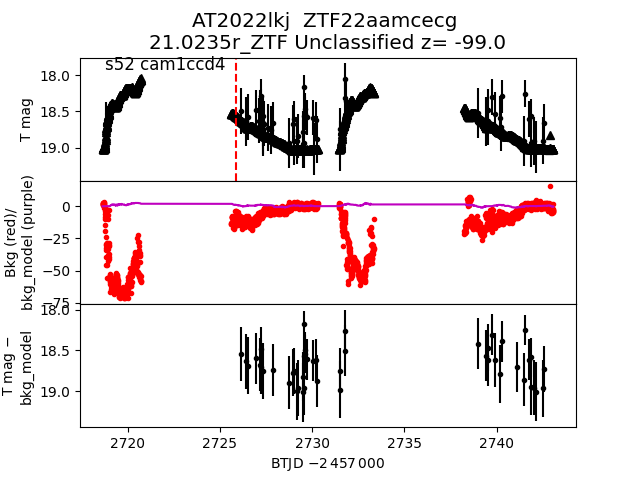 AT2022lkj ZTF22aamcecg
21.0235r_ZTF Unclassified z= -99.0
s52 cam1ccd4
T mag
18.0
18.5
19.0
Bkg (red)/
bkg_model (purple)
0
−25
−50
−75
T mag −
bkg_model
18.0
18.5
19.0
2720 2725 2730 2735 2740
BTJD −2 457 000